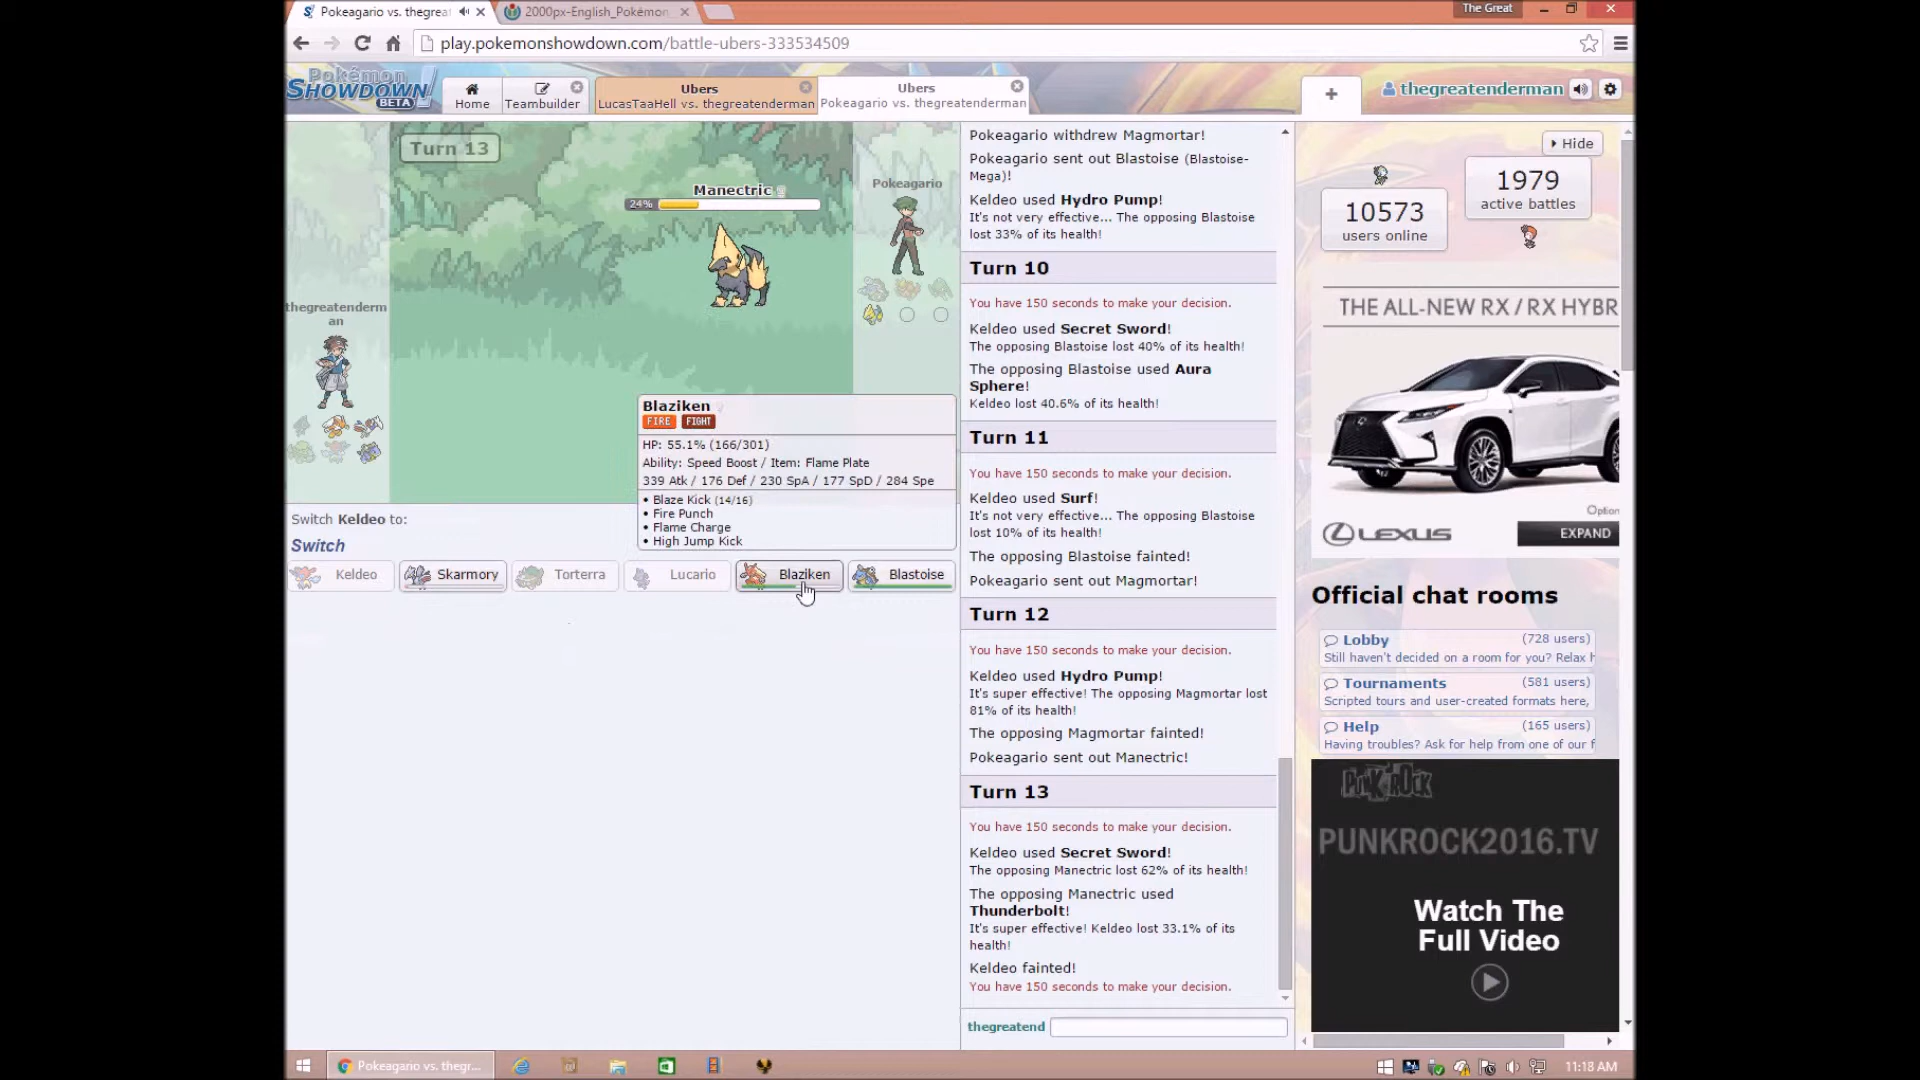 Pokeagario vs. thegreat
2000px-English_Pokémon
The Great
play.pokemonshowdown.com/battle-ubers-333534509
Pokémon
SHOWDOWN!
BETA
Home
Teambuilder
Ubers
LucasTaaHell vs. thegreatenderman
Ubers
Pokeagario vs. thegreatenderman
+
thegreatenderman
Turn 13
Manectric
24%
Pokeagario
thegreatenderm
an
Blaziken
FIRE FIGHT
HP: 55.1% (166/301)
Ability: Speed Boost / Item: Flame Plate
339 Atk / 176 Def / 230 SpA / 177 SpD / 284 Spe
• Blaze Kick (14/16)
• Fire Punch
• Flame Charge
• High Jump Kick
Switch Keldeo to:
Switch
Keldeo
Skarmory
Torterra
Lucario
Blaziken
Blastoise
Pokeagario withdrew Magmortar!
Pokeagario sent out Blastoise (Blastoise-
Mega)!
Keldeo used Hydro Pump!
It's not very effective... The opposing Blastoise
lost 33% of its health!
Turn 10
You have 150 seconds to make your decision.
Keldeo used Secret Sword!
The opposing Blastoise lost 40% of its health!
The opposing Blastoise used Aura
Sphere!
Keldeo lost 40.6% of its health!
Turn 11
You have 150 seconds to make your decision.
Keldeo used Surf!
It's not very effective... The opposing Blastoise
lost 10% of its health!
The opposing Blastoise fainted!
Pokeagario sent out Magmortar!
Turn 12
You have 150 seconds to make your decision.
Keldeo used Hydro Pump!
It's super effective! The opposing Magmortar lost
81% of its health!
The opposing Magmortar fainted!
Pokeagario sent out Manectric!
Turn 13
You have 150 seconds to make your decision.
Keldeo used Secret Sword!
The opposing Manectric lost 62% of its health!
The opposing Manectric used
Thunderbolt!
It's super effective! Keldeo lost 33.1% of its
health!
Keldeo fainted!
You have 150 seconds to make your decision.
thegreatend
Hide
10573
users online
1979
active battles
THE ALL-NEW RX / RX HYBR
Option
LEXUS
EXPAND
Official chat rooms
Lobby
(728 users)
Still haven't decided on a room for you? Relax h
Tournaments
(581 users)
Scripted tours and user-created formats here,
Help
(165 users)
Having troubles? Ask for help from one of our f
PUNK ROCK
PUNKROCK2016.TV
Watch The
Full Video
Pokeagario vs. thegr...
11:18 AM